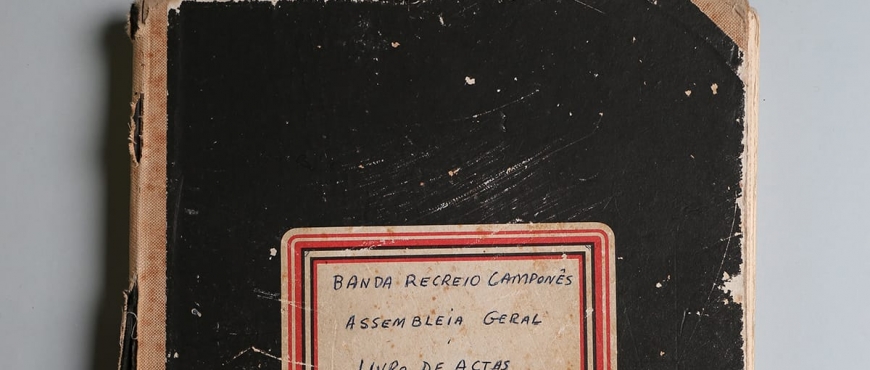 BANDA RECREIO CAMPONÊS
ASSEMBLEIA GERAL
LIVRO DE ACTAS